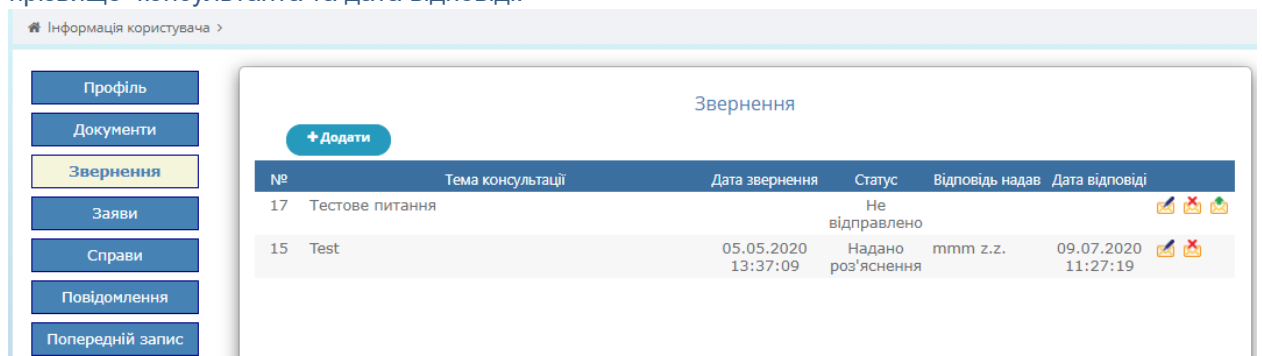 Інформація користувача >
Профіль
Документи
Звернення
Заяви
Справи
Повідомлення
Попередній запис
Звернення
+Додати
№ Тема консультації Дата звернення Статус Відповідь надав Дата відповіді
17 Тестове питання Не
відправлено
15 Test 05.05.2020 Надано mmm z.z. 09.07.2020
13:37:09 роз'яснення 11:27:19